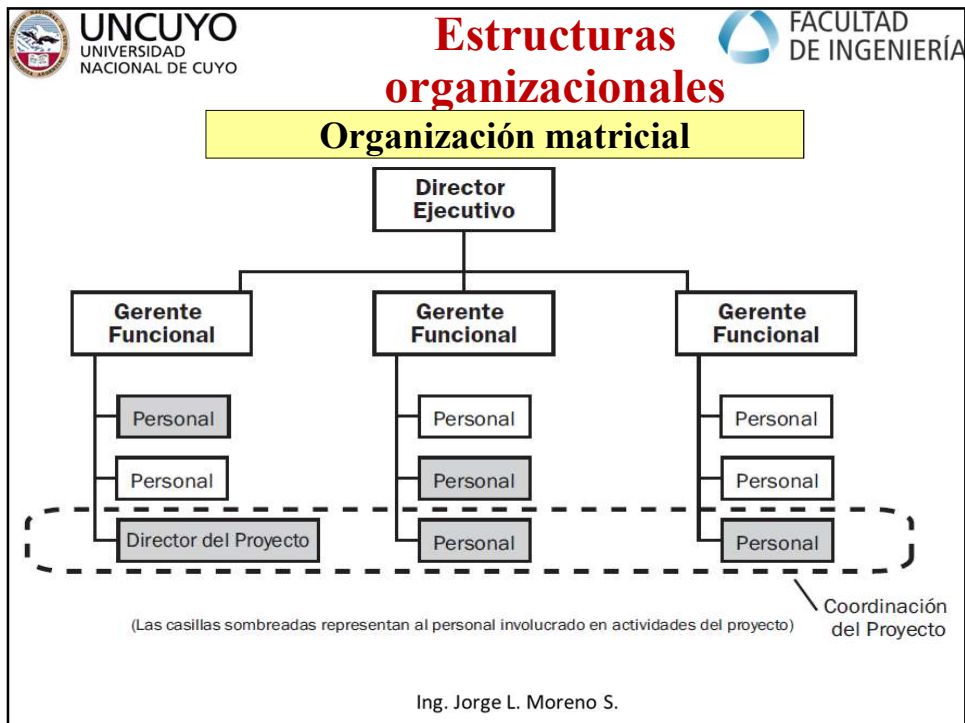 UNCUYO
UNIVERSIDAD
NACIONAL DE CUYO
Estructuras
organizacionales
FACULTAD
DE INGENIERÍA
Organización matricial
Director
Ejecutivo
Gerente
Funcional
Gerente
Funcional
Gerente
Funcional
Personal
Personal
Personal
Personal
Personal
Personal
Director del Proyecto
Personal
Personal
Coordinación
del Proyecto
(Las casillas sombreadas representan al personal involucrado en actividades del proyecto)
Ing. Jorge L. Moreno S.